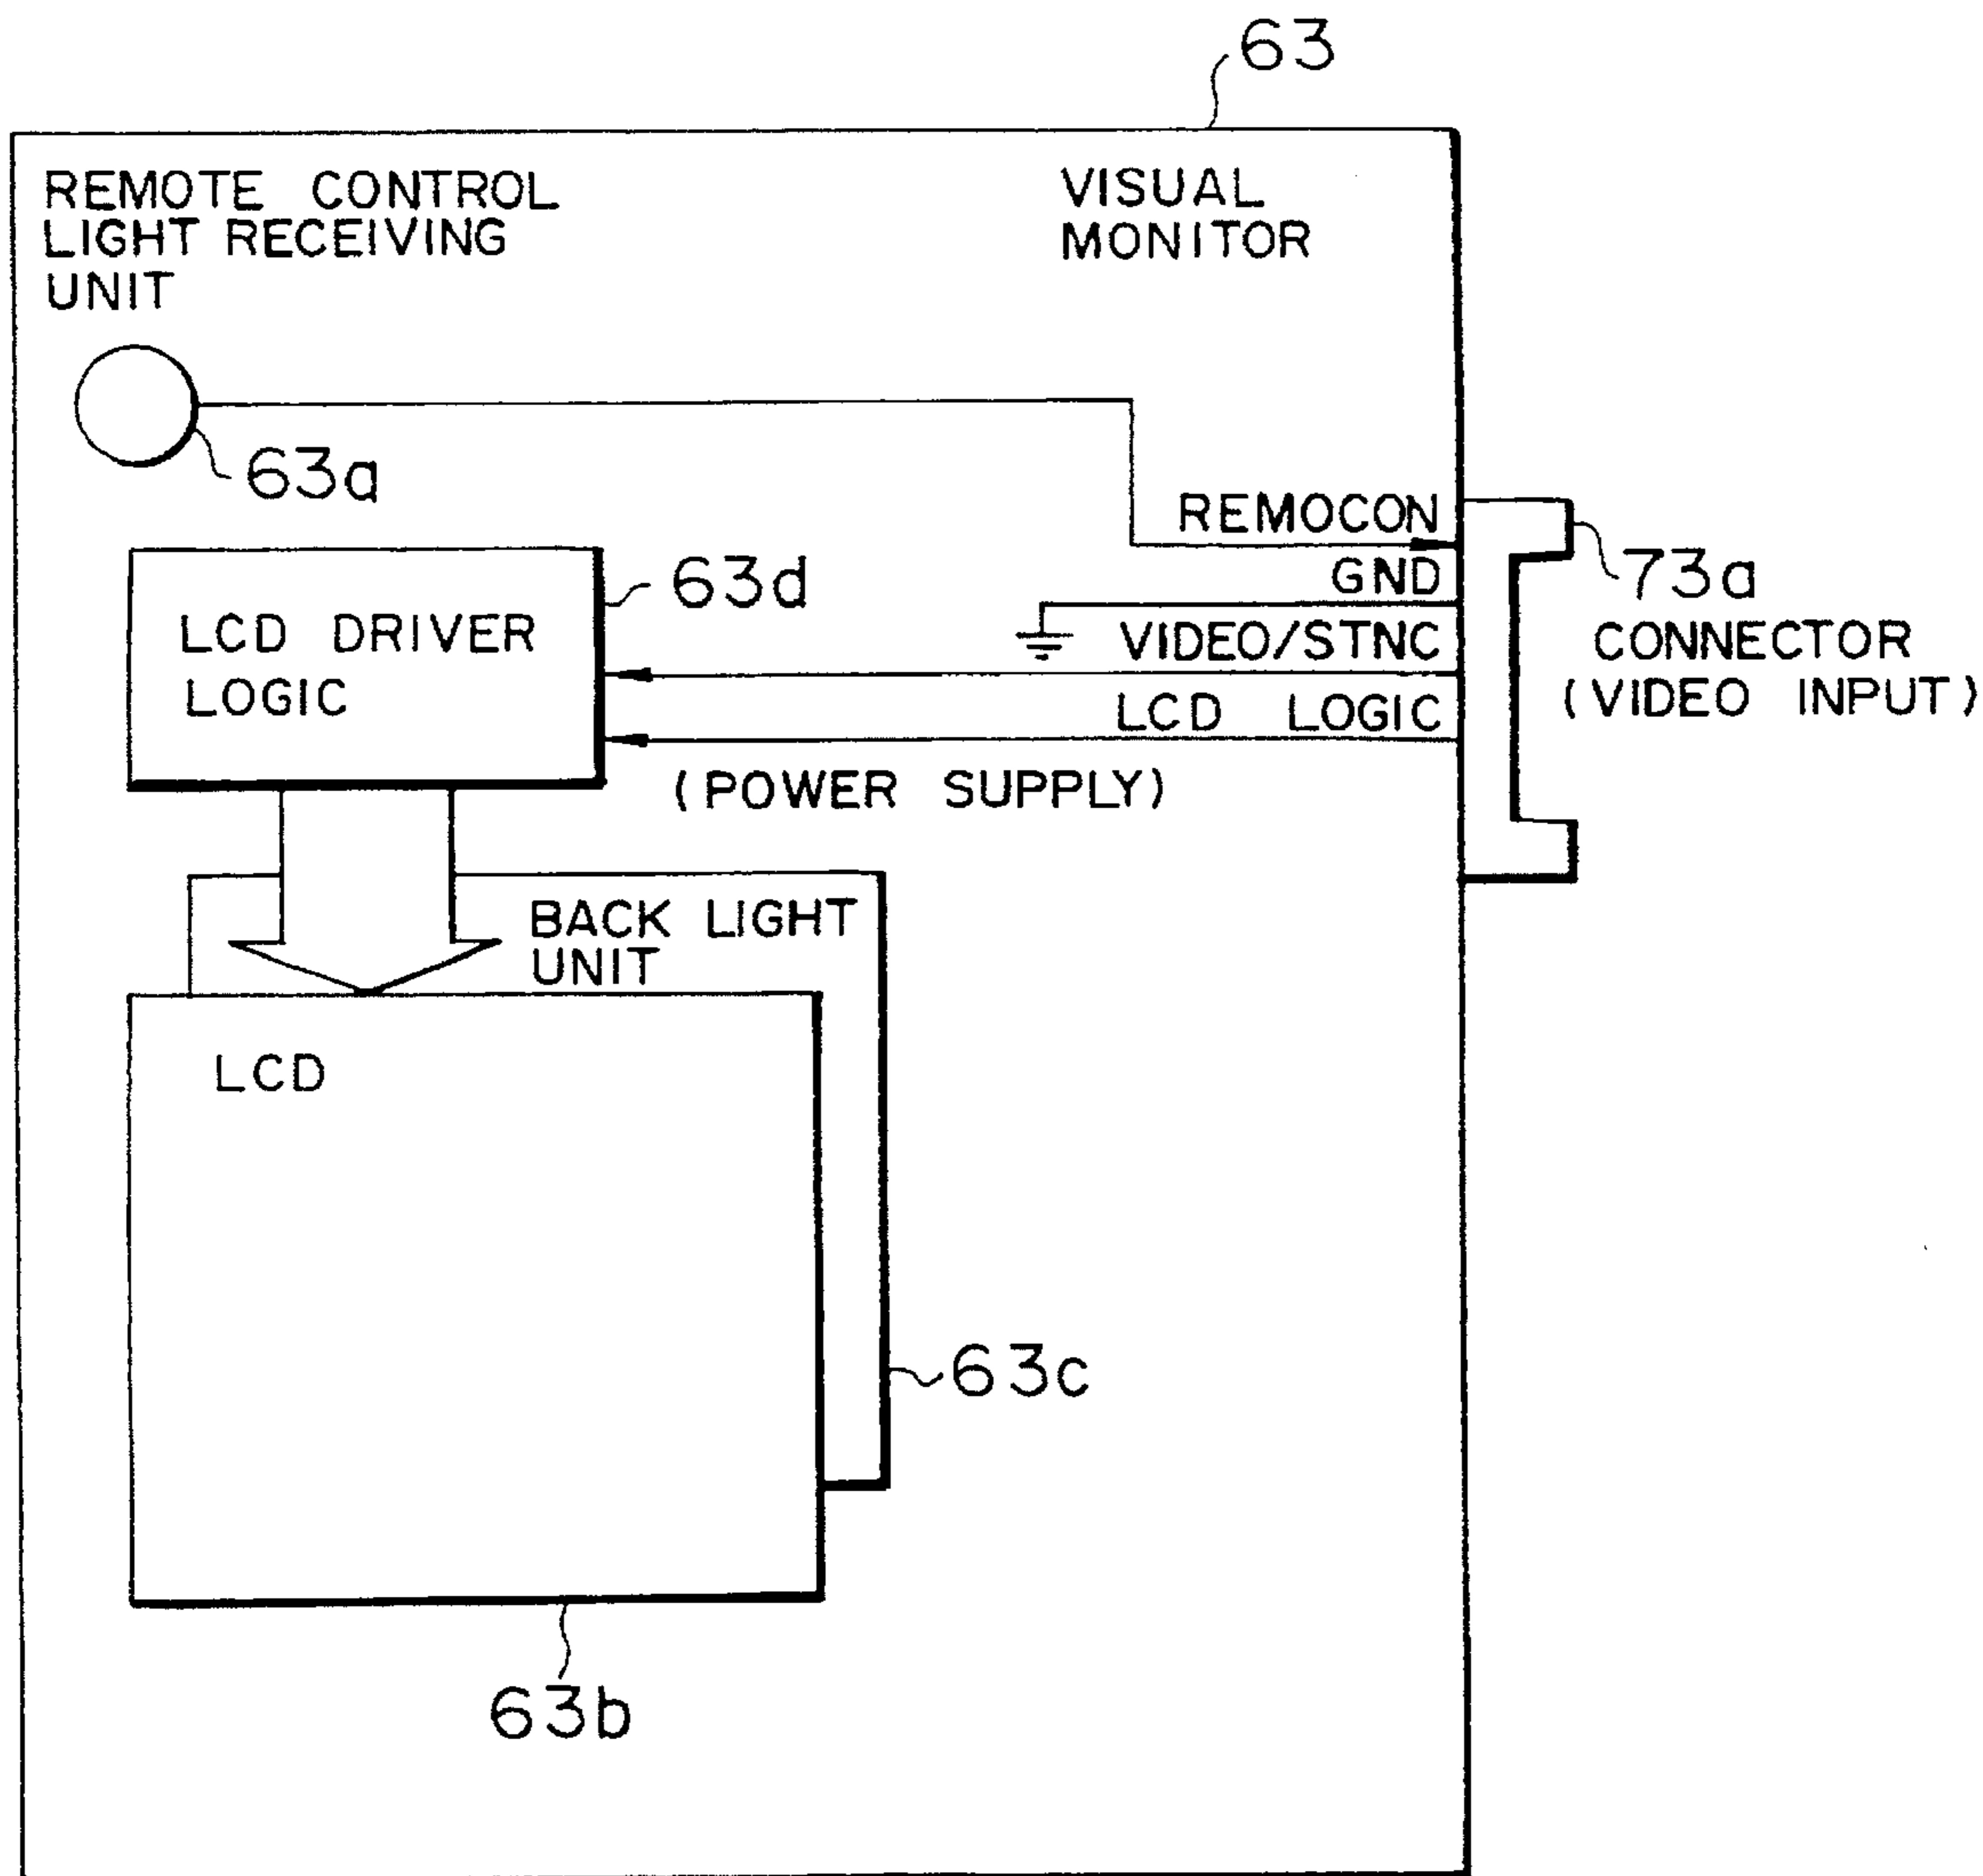 63
REMOTE CONTROL
LIGHT RECEIVING
UNIT
VISUAL
MONITOR
63a
REMOCON
GND
VIDEO/STNC
LCD LOGIC
(POWER SUPPLY)
73a
CONNECTOR
(VIDEO INPUT)
63d
LCD DRIVER
LOGIC
BACK LIGHT
UNIT
LCD
63c
63b